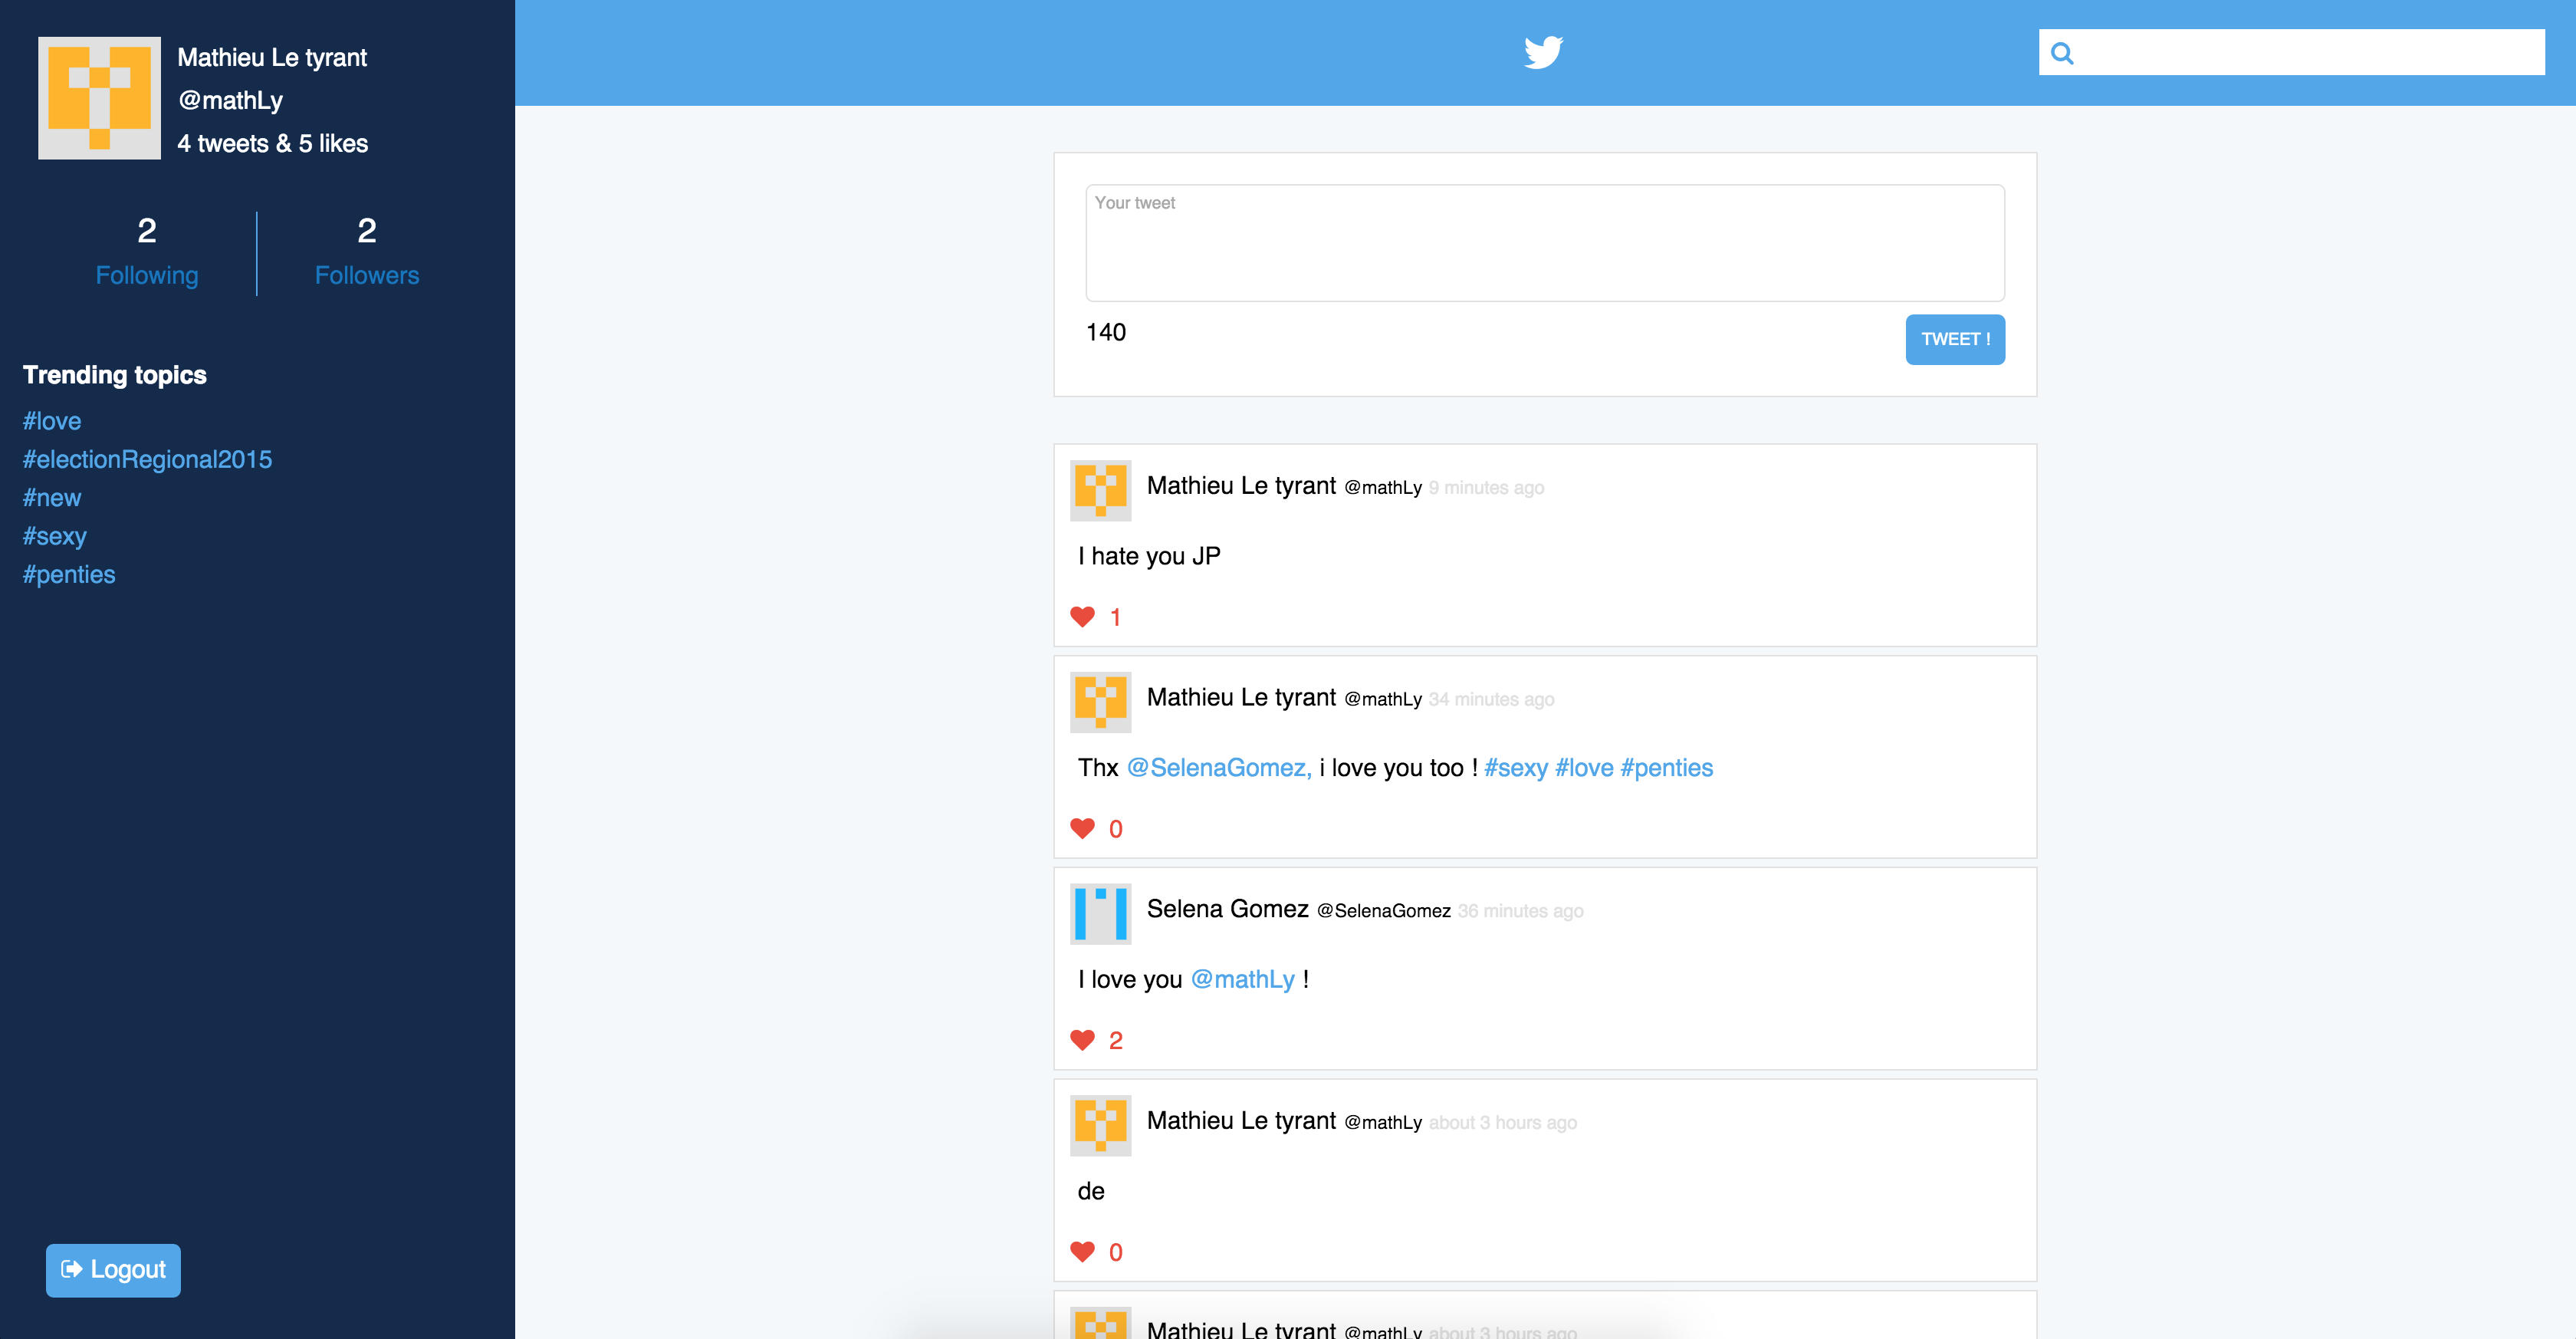 Mathieu Le tyrant
@mathLy
4 tweets & 5 likes
2
Following
2
Followers
Trending topics
#love
#electionRegional2015
#new
#sexy
#penties
Logout
Your tweet
140
TWEET !
Mathieu Le tyrant @mathLy 9 minutes ago
I hate you JP
1
Mathieu Le tyrant @mathLy 34 minutes ago
Thx @SelenaGomez, i love you too ! #sexy #love #penties
0
Selena Gomez @SelenaGomez 36 minutes ago
I love you @mathLy !
2
Mathieu Le tyrant @mathLy about 3 hours ago
de
0
Mathieu Le tyrant @mathLy about 3 hours ago